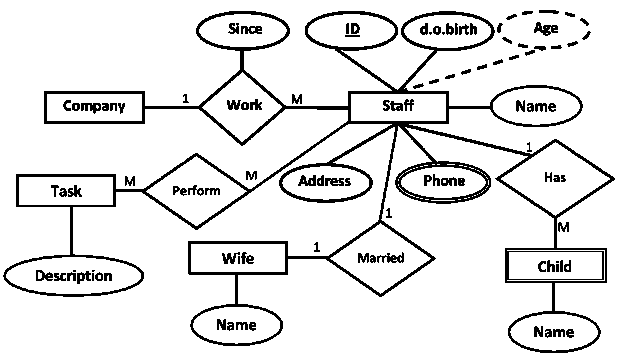 Since
ID
d.o.birth
Age
Company
1
Work
M
Staff
Name
Task
M
Perform
M
Address
Phone
1
Has
M
Description
Wife
1
Married
1
Child
Name
Name